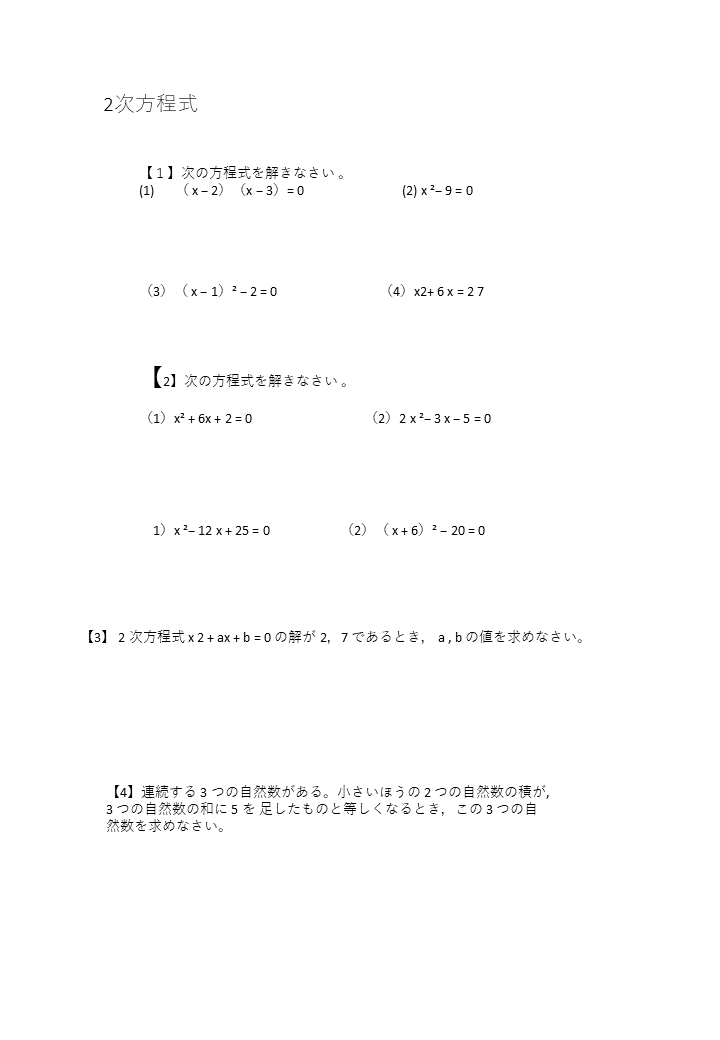 2次方程式
【１】次の方程式を解きなさい。
(1) （ｘ－2）（x－3）= 0 (2) x ²－ 9 = 0
（3）（ｘ－ 1）² － 2 = 0 （4）x2+ 6 x = 2 7
【2】次の方程式を解きなさい。
（1）x² + 6x + 2 = 0 （2）2 x ²－ 3 x － 5 = 0
1）x ²－ 12 x + 25 = 0 （2）（ x + 6）² － 20 = 0
【3】 2 次方程式 x 2 + ax + b = 0 の解が 2，7 であるとき， a , b の値を求めなさい。
【4】連続する 3 つの自然数がある。小さいほうの 2 つの自然数の積が,
3 つの自然数の和に 5 を 足したものと等しくなるとき，この 3 つの自
然数を求めなさい。